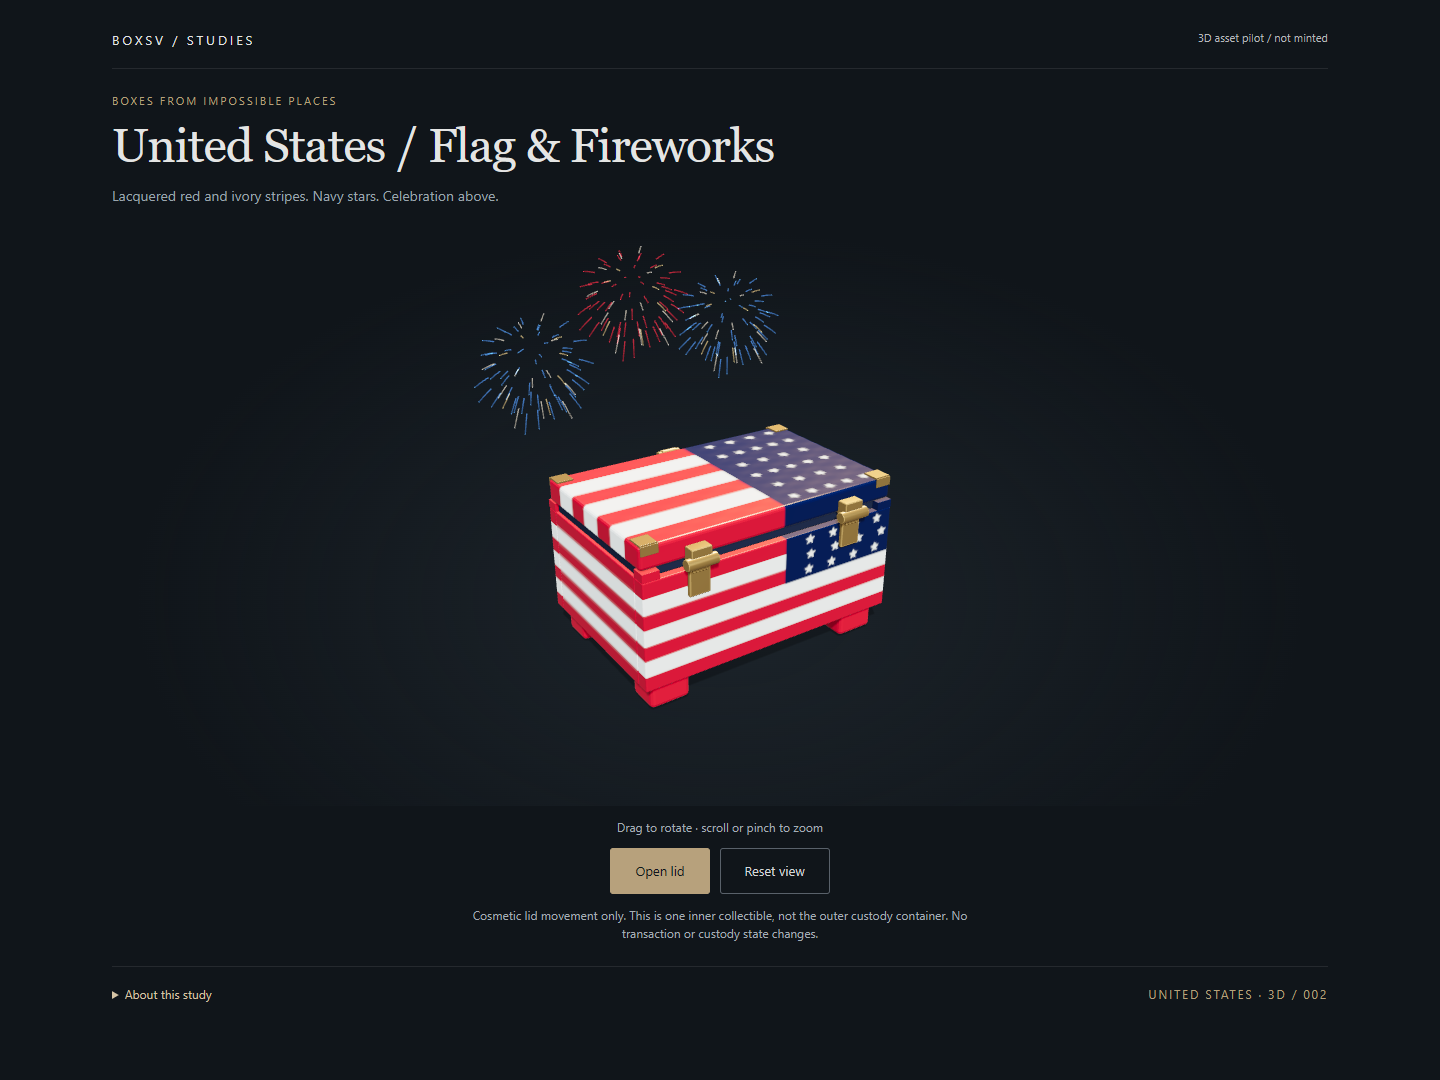 BOXSV / STUDIES
3D asset pilot / not minted
BOXES FROM IMPOSSIBLE PLACES
United States / Flag & Fireworks
Lacquered red and ivory stripes. Navy stars. Celebration above.
Drag to rotate · scroll or pinch to zoom
Open lid
Reset view
Cosmetic lid movement only. This is one inner collectible, not the outer custody container. No
transaction or custody state changes.
About this study
UNITED STATES · 3D / 002